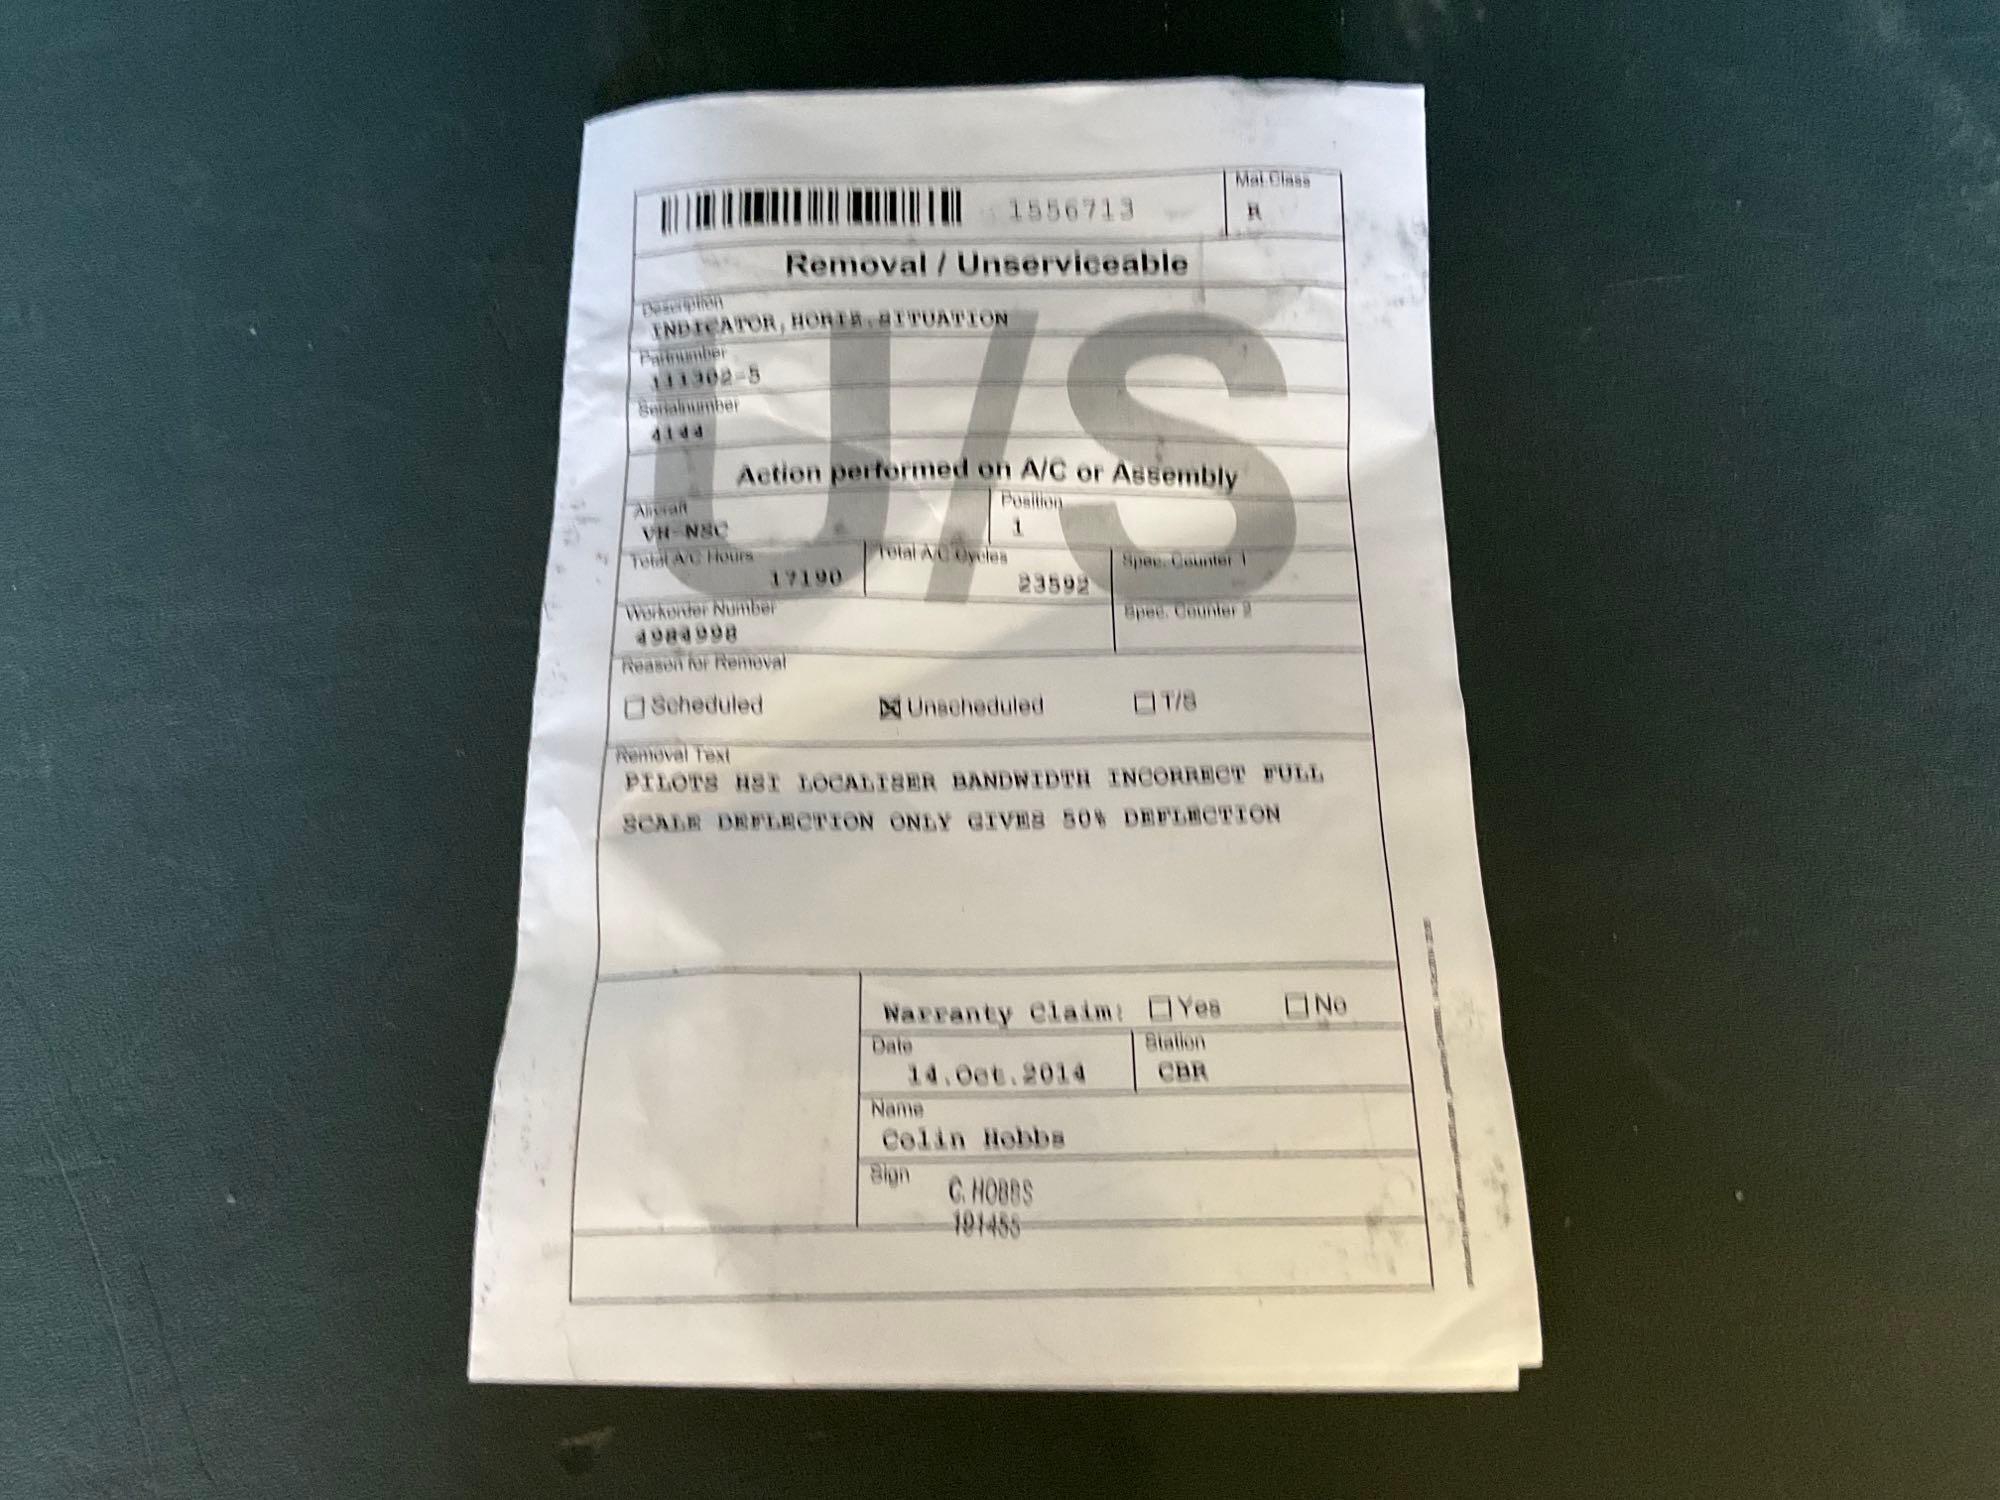 1556713
Mat.Class
R
Removal / Unserviceable
Description
INDICATOR,HORIZ.SITUATION
Partnumber
111302-5
Serialnumber
4144
U/S
Action performed on A/C or Assembly
Aircraft
VH-NSC
Position
1
Total A/C Hours
17190
Total A/C Cycles
23592
Spec. Counter 1
Workorder Number
4984998
Spec. Counter 2
Reason for Removal
Scheduled
Unscheduled
T/S
Removal Text
PILOTS HSI LOCALISER BANDWIDTH INCORRECT FULL
SCALE DEFLECTION ONLY GIVES 50% DEFLECTION
Warranty Claim: Yes No
Date
14.Oct.2014
Station
CBR
Name
Colin Hobbs
Sign
C. HOBBS
191455